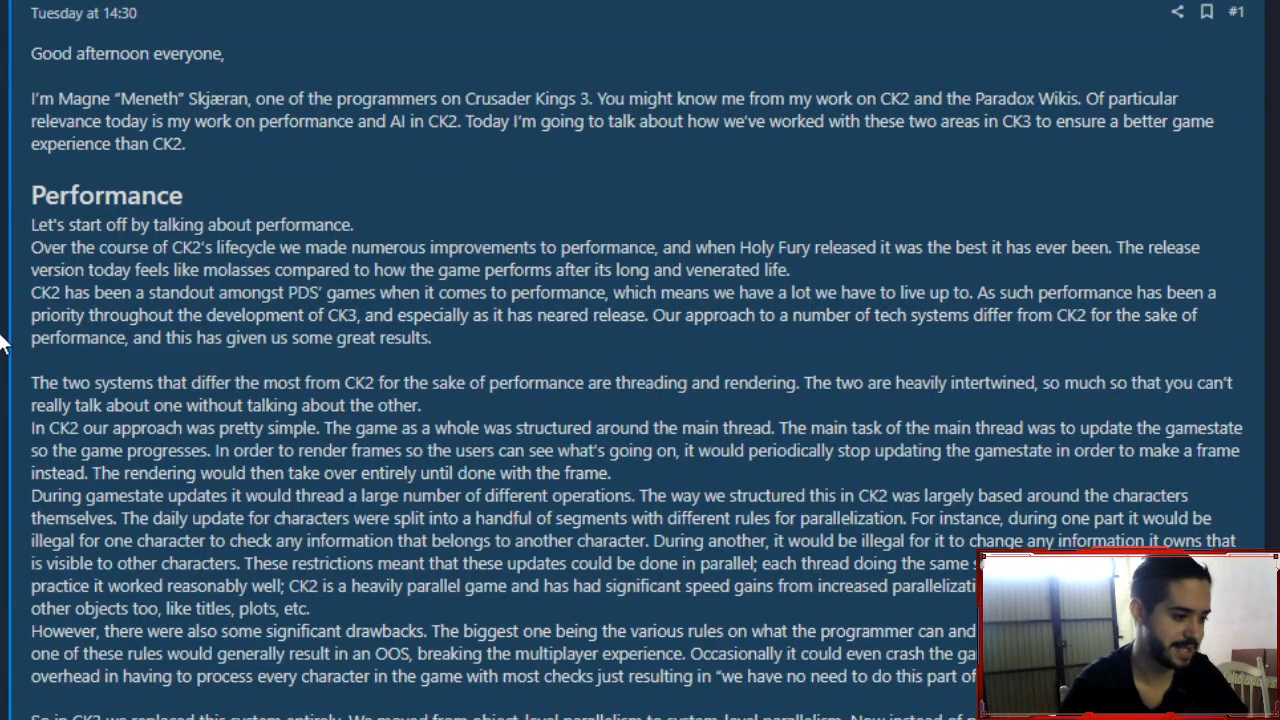 Tuesday at 14:30
#1
Good afternoon everyone,
I'm Magne “Meneth” Skjæran, one of the programmers on Crusader Kings 3. You might know me from my work on CK2 and the Paradox Wikis. Of particular
relevance today is my work on performance and AI in CK2. Today I'm going to talk about how we've worked with these two areas in CK3 to ensure a better game
experience than CK2.
Performance
Let's start off by talking about performance.
Over the course of CK2's lifecycle we made numerous improvements to performance, and when Holy Fury released it was the best it has ever been. The release
version today feels like molasses compared to how the game performs after its long and venerated life.
CK2 has been a standout amongst PDS' games when it comes to performance, which means we have a lot we have to live up to. As such performance has been a
priority throughout the development of CK3, and especially as it has neared release. Our approach to a number of tech systems differ from CK2 for the sake of
performance, and this has given us some great results.
The two systems that differ the most from CK2 for the sake of performance are threading and rendering. The two are heavily intertwined, so much so that you can't
really talk about one without talking about the other.
In CK2 our approach was pretty simple. The game as a whole was structured around the main thread. The main task of the main thread was to update the gamestate
so the game progresses. In order to render frames so the users can see what's going on, it would periodically stop updating the gamestate in order to make a frame
instead. The rendering would then take over entirely until done with the frame.
During gamestate updates it would thread a large number of different operations. The way we structured this in CK2 was largely based around the characters
themselves. The daily update for characters were split into a handful of segments with different rules for parallelization. For instance, during one part it would be
illegal for one character to check any information that belongs to another character. During another, it would be illegal for it to change any information it owns that
is visible to other characters. These restrictions meant that these updates could be done in parallel; each thread doing the same
practice it worked reasonably well; CK2 is a heavily parallel game and has had significant speed gains from increased
other objects too, like titles, plots, etc.
However, there were also some significant drawbacks. The biggest one being the various rules on what the programmer can and
one of these rules would generally result in an OOS, breaking the multiplayer experience. Occasionally it could even crash the
overhead in having to process every character in the game with most checks just resulting in “we have no need to do this part of